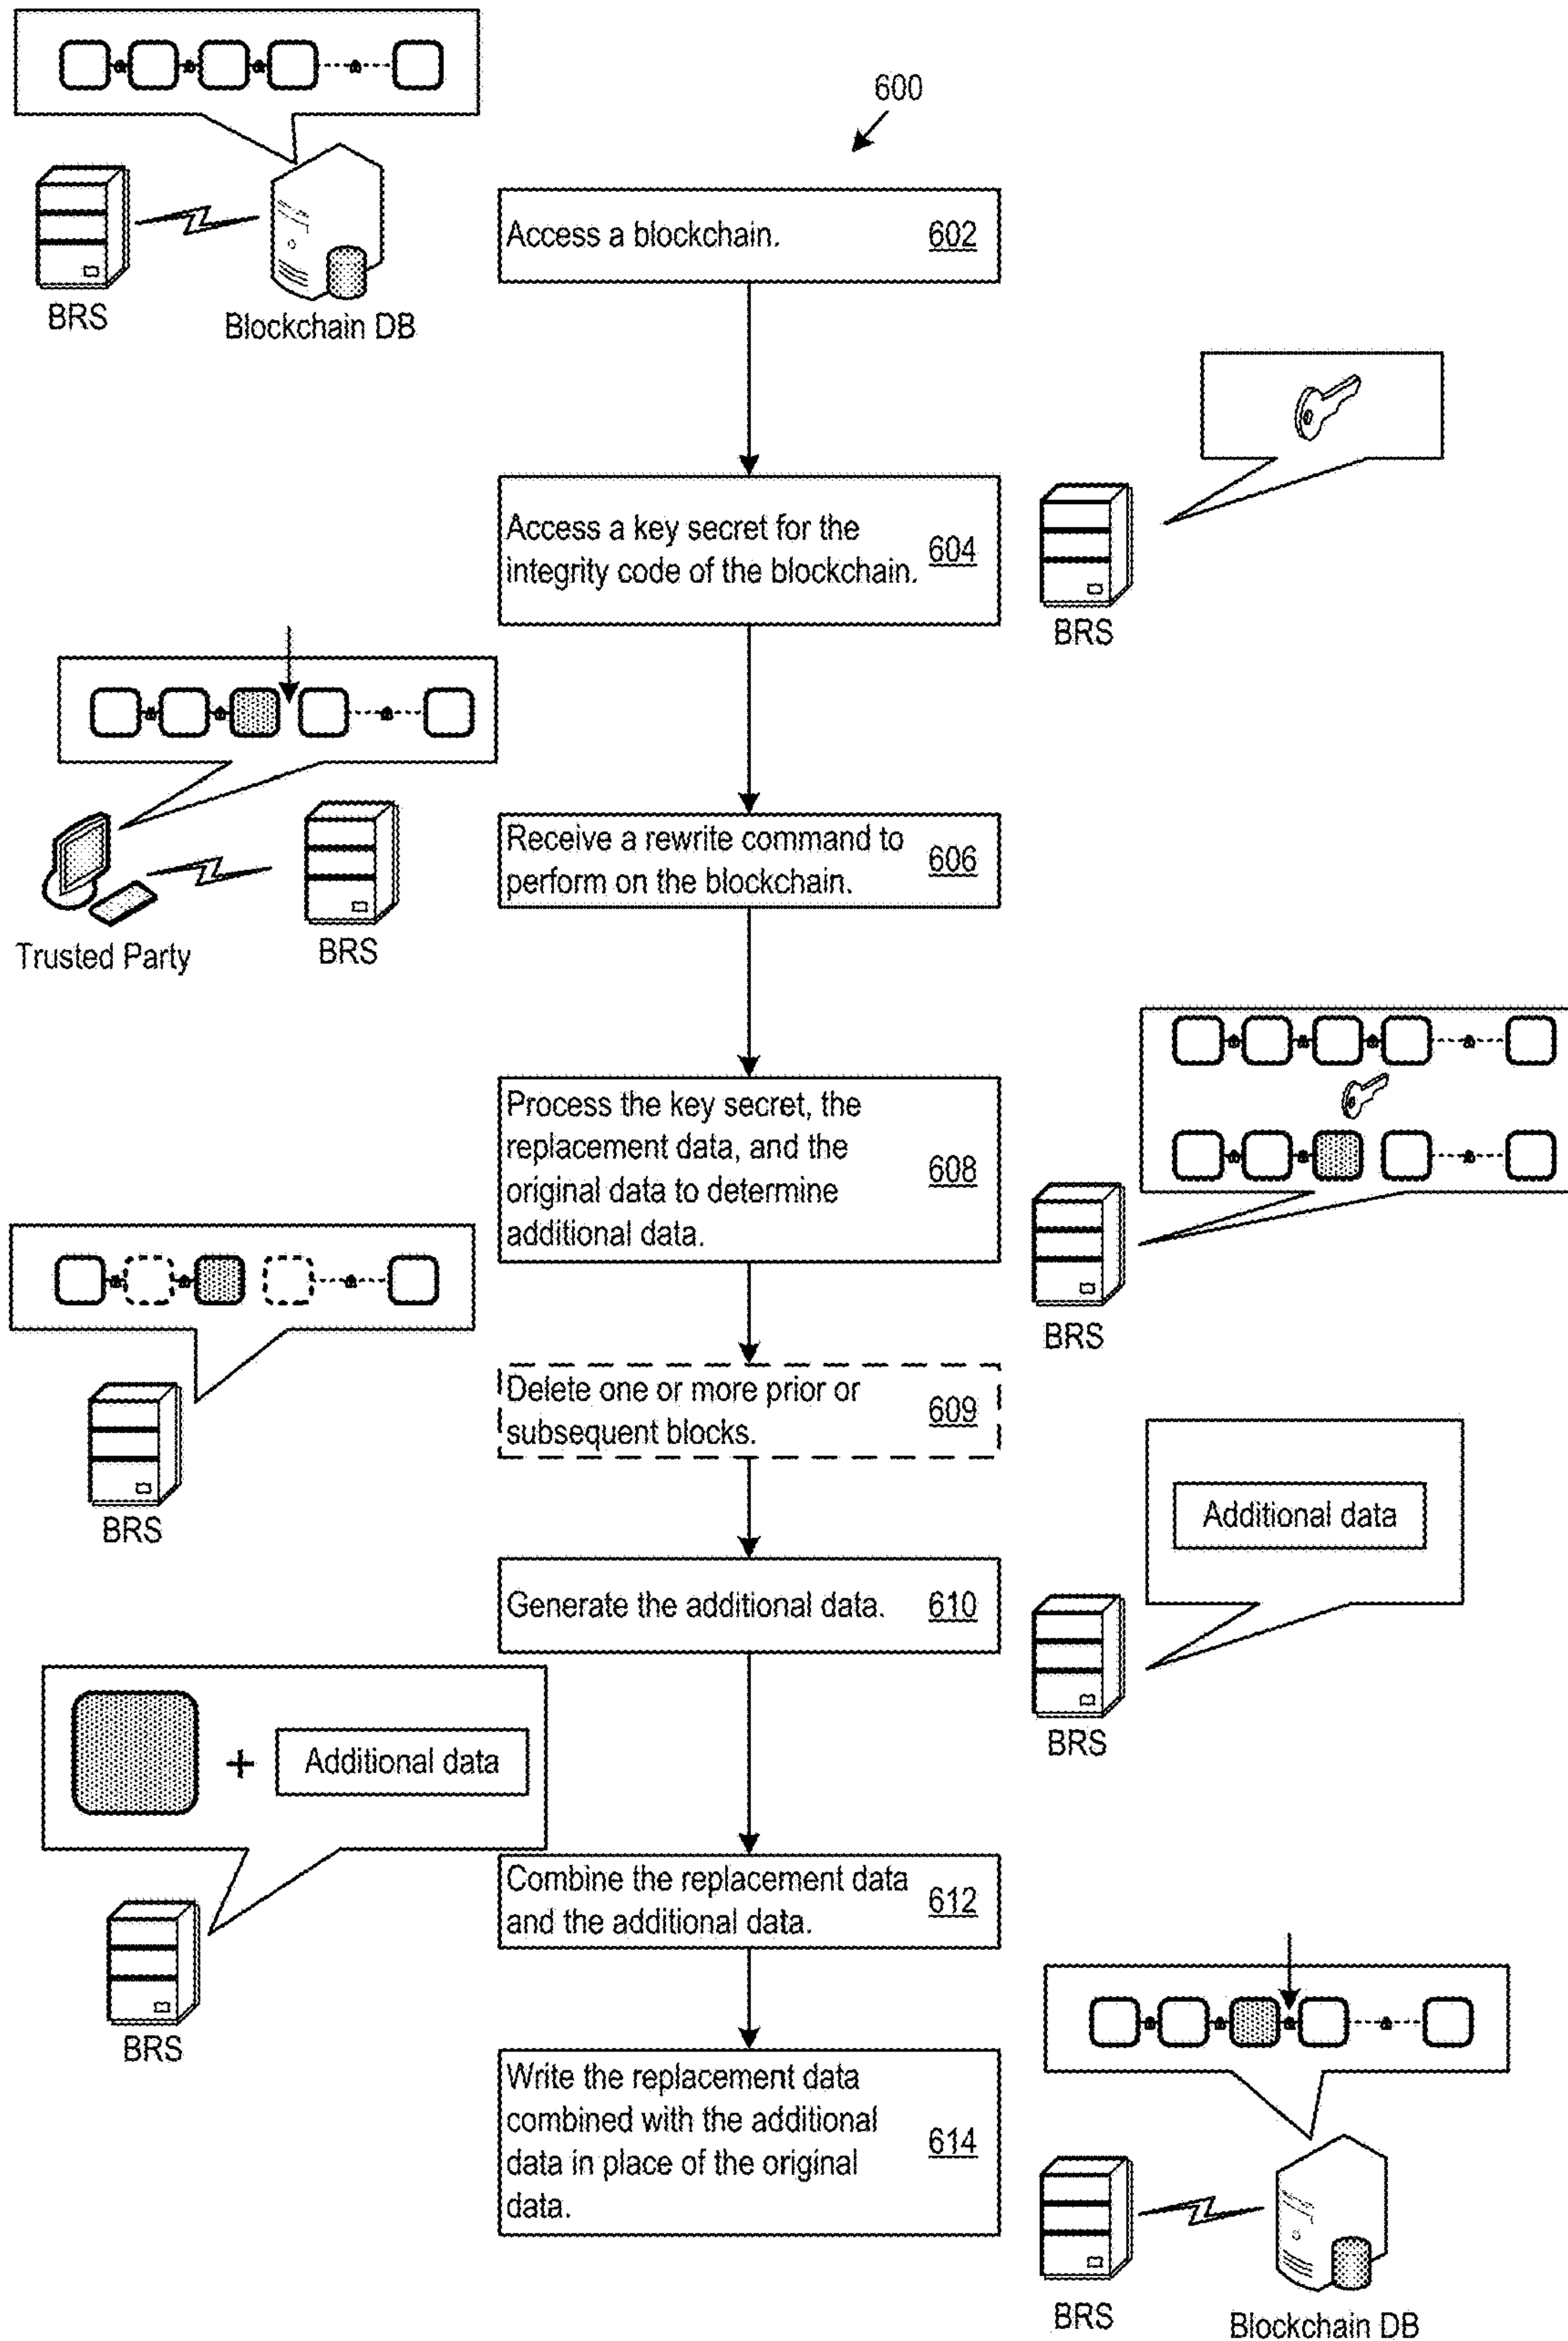 600
Access a blockchain. 602
BRS
Blockchain DB
Access a key secret for the
integrity code of the blockchain. 604
BRS
Receive a rewrite command to
perform on the blockchain. 606
Trusted Party
BRS
Process the key secret, the
replacement data, and the
original data to determine
additional data. 608
BRS
Delete one or more prior or
subsequent blocks. 609
BRS
Additional data
Generate the additional data. 610
BRS
+ Additional data
Combine the replacement data
and the additional data. 612
BRS
Write the replacement data
combined with the additional
data in place of the original
data. 614
BRS
Blockchain DB